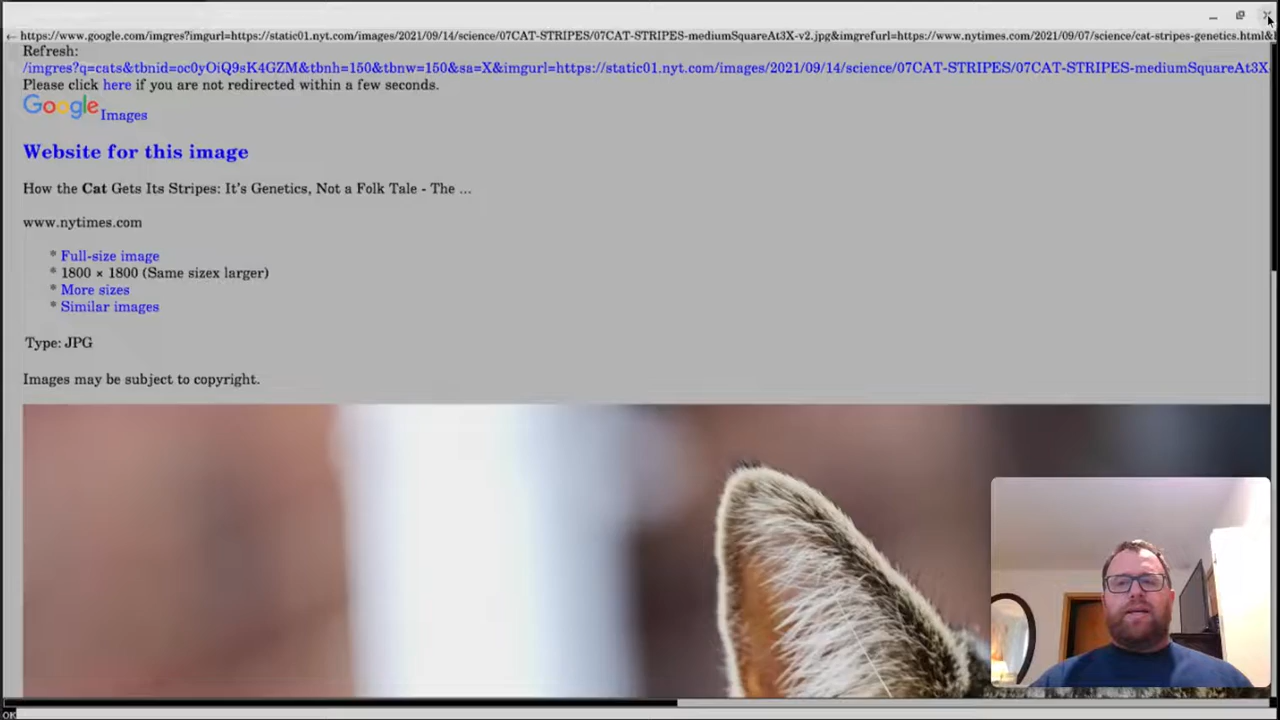 ← https://www.google.com/imgres?imgurl=https://static01.nyt.com/images/2021/09/14/science/07CAT-STRIPES/07CAT-STRIPES-mediumSquareAt3X-v2.jpg&imgrefurl=https://www.nytimes.com/2021/09/07/science/cat-stripes-genetics.html&
Refresh:
/imgres?q=cats&tbnid=oc0yOiQ9sK4GZM&tbnh=150&tbnw=150&sa=X&imgurl=https://static01.nyt.com/images/2021/09/14/science/07CAT-STRIPES/07CAT-STRIPES-mediumSquareAt3X
Please click here if you are not redirected within a few seconds.
Google Images
Website for this image
How the Cat Gets Its Stripes: It's Genetics, Not a Folk Tale - The ...
www.nytimes.com
* Full-size image
* 1800 × 1800 (Same sizex larger)
* More sizes
* Similar images
Type: JPG
Images may be subject to copyright.
OK